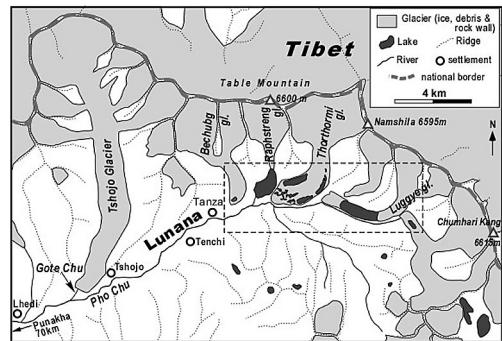 Glacier (ice, debris &
rock wall)
Lake
Ridge
River
settlement
national border
4 km
N
Tibet
Table Mountain
6600 m
Namshila 6595m
Bechubg
gl.
Raphstreng
gl.
Thorthormi
gl.
Luggye gl.
Chumhari Kang
6615m
Tshojo Glacier
Tanza
Lunana
Tenchi
Gote Chu
Tshojo
Pho Chu
Lhedi
Punakha
70km